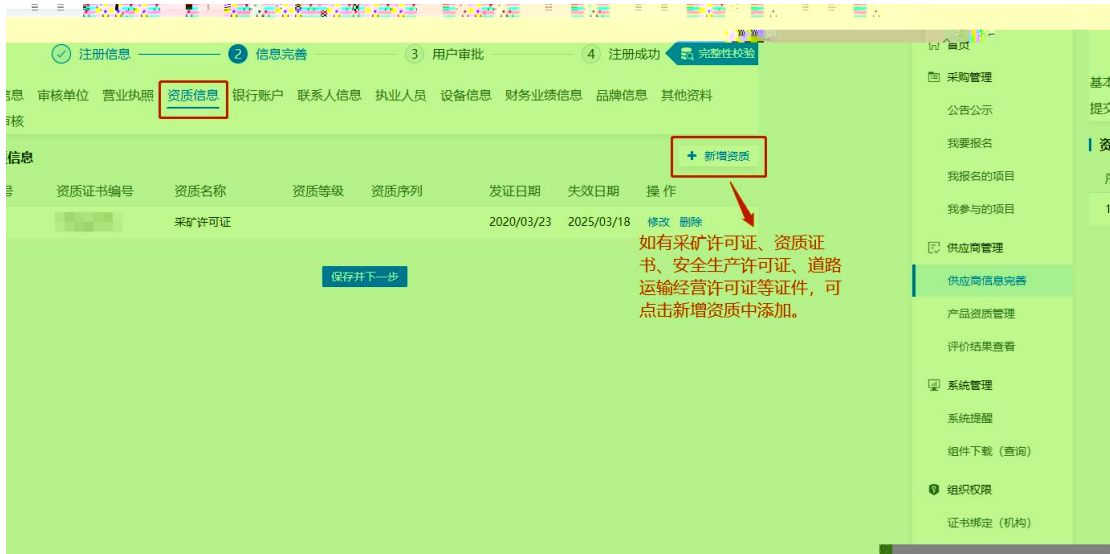 注册信息
2 信息完善
3 用户审批
4 注册成功
完整性校验
息 审核单位 营业执照 资质信息 银行账户 联系人信息 执业人员 设备信息 财务业绩信息 品牌信息 其他资料
审核
信息
+ 新增资质
号 资质证书编号 资质名称 资质等级 资质序列 发证日期 失效日期 操作
采矿许可证 2020/03/23 2025/03/18 修改 删除
如有采矿许可证、资质证
书、安全生产许可证、道路
运输经营许可证等证件，可
点击新增资质中添加。
保存并下一步
首页
采购管理
公告公示
我要报名
我报名的项目
我参与的项目
供应商管理
供应商信息完善
产品资质管理
评价结果查看
系统管理
系统提醒
组件下载（查询）
组织权限
证书绑定（机构）
基本
提交
资
1